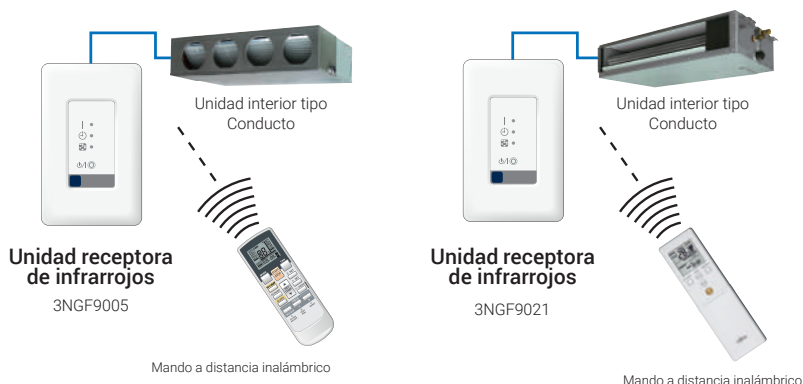 Unidad interior tipo
Conducto
Unidad receptora
de infrarrojos
3NGF9005
Mando a distancia inalámbrico
Unidad interior tipo
Conducto
Unidad receptora
de infrarrojos
3NGF9021
Mando a distancia inalámbrico